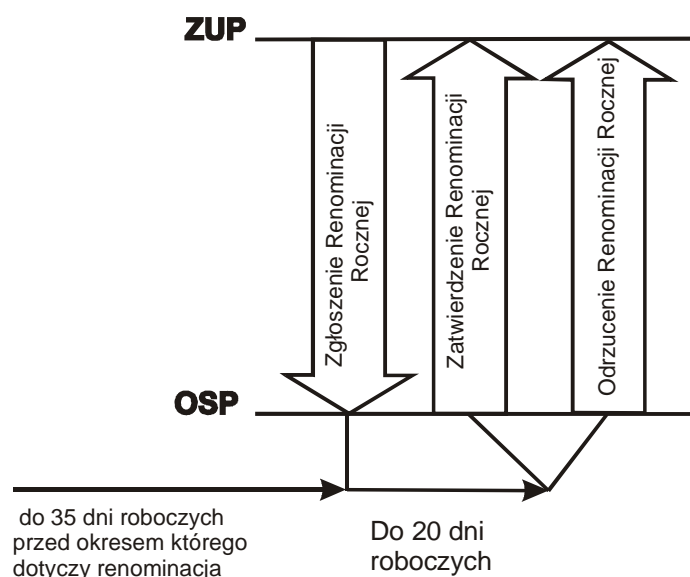 ZUP
Zgłoszenie Renominacji
Rocznej
Zatwierdzenie Renominacji
Rocznej
Odrzucenie Renominacji Rocznej
OSP
do 35 dni roboczych
przed okresem którego
dotyczy renominacja
Do 20 dni
roboczych